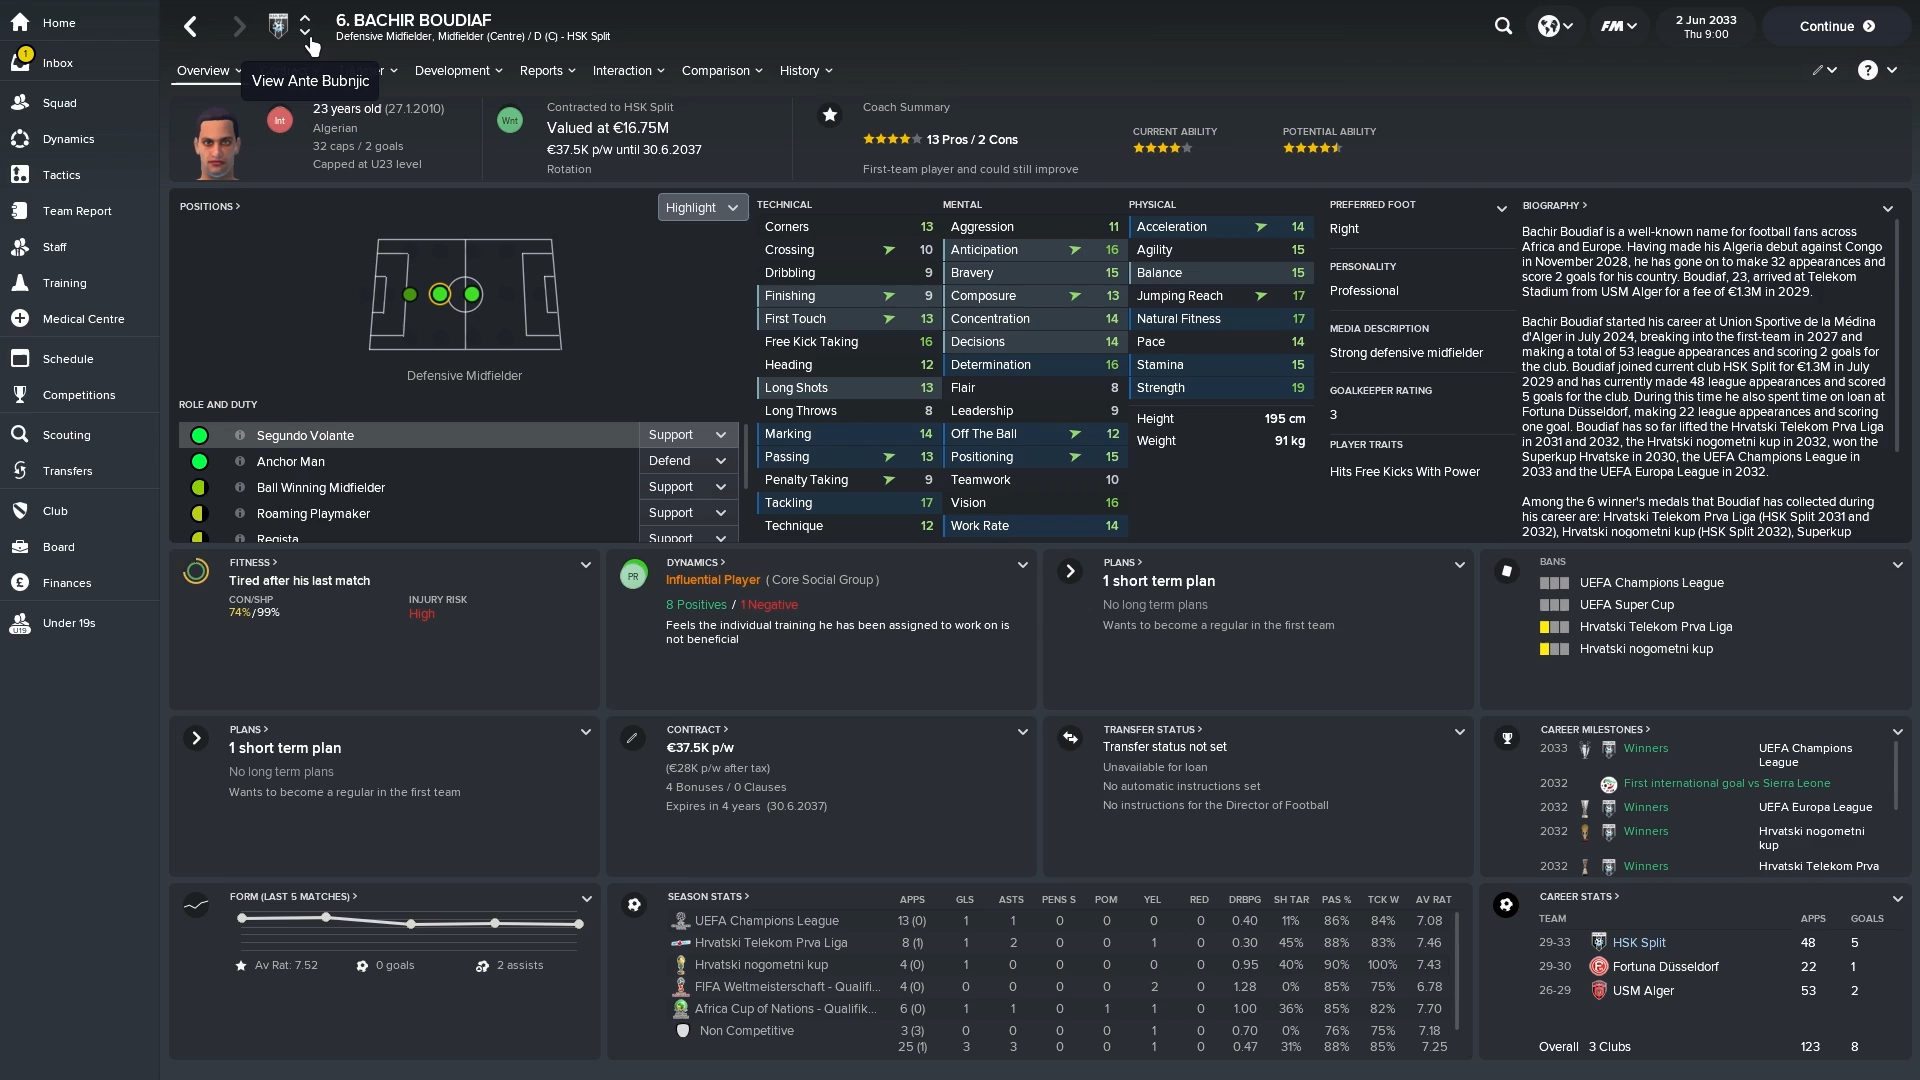 Home
Inbox
1
Squad
Dynamics
Tactics
Team Report
Staff
Training
Medical Centre
Schedule
Competitions
Scouting
Transfers
Club
Board
Finances
U19
Under 19s
6. BACHIR BOUDIAF
Defensive Midfielder, Midfielder (Centre) / D (C) - HSK Split
FM
2 Jun 2033
Thu 9:00
Continue
Overview
Development
Reports
Interaction
Comparison
History
?
View Ante Bubnjic
Int
23 years old (27.1.2010)
Algerian
32 caps / 2 goals
Capped at U23 level
Wnt
Contracted to HSK Split
Valued at €16.75M
€37.5K p/w until 30.6.2037
Rotation
Coach Summary
13 Pros / 2 Cons
First-team player and could still improve
CURRENT ABILITY
POTENTIAL ABILITY
POSITIONS >
Highlight
Defensive Midfielder
ROLE AND DUTY
Segundo Volante Support
Anchor Man Defend
Ball Winning Midfielder Support
Roaming Playmaker Support
Regista Support
TECHNICAL
Corners 13
Crossing 10
Dribbling 9
Finishing 9
First Touch 13
Free Kick Taking 16
Heading 12
Long Shots 13
Long Throws 8
Marking 14
Passing 13
Penalty Taking 9
Tackling 17
Technique 12
MENTAL
Aggression 11
Anticipation 16
Bravery 15
Composure 13
Concentration 14
Decisions 14
Determination 16
Flair 8
Leadership 9
Off The Ball 12
Positioning 15
Teamwork 10
Vision 16
Work Rate 14
PHYSICAL
Acceleration 14
Agility 15
Balance 15
Jumping Reach 17
Natural Fitness 17
Pace 14
Stamina 15
Strength 19
Height 195 cm
Weight 91 kg
PREFERRED FOOT
Right
PERSONALITY
Professional
MEDIA DESCRIPTION
Strong defensive midfielder
GOALKEEPER RATING
3
PLAYER TRAITS
Hits Free Kicks With Power
BIOGRAPHY >
Bachir Boudiaf is a well-known name for football fans across
Africa and Europe. Having made his Algeria debut against Congo
in November 2028, he has gone on to make 32 appearances and
score 2 goals for his country. Boudiaf, 23, arrived at Telekom
Stadium from USM Alger for a fee of €1.3M in 2029.
Bachir Boudiaf started his career at Union Sportive de la Médina
d'Alger in July 2024, breaking into the first-team in 2027 and
making a total of 53 league appearances and scoring 2 goals for
the club. Boudiaf joined current club HSK Split for €1.3M in July
2029 and has currently made 48 league appearances and scored
5 goals for the club. During this time he also spent time on loan at
Fortuna Düsseldorf, making 22 league appearances and scoring
one goal. Boudiaf has so far lifted the Hrvatski Telekom Prva Liga
in 2031 and 2032, the Hrvatski nogometni kup in 2032, won the
Superkup Hrvatske in 2030, the UEFA Champions League in
2033 and the UEFA Europa League in 2032.
Among the 6 winner's medals that Boudiaf has collected during
his career are: Hrvatski Telekom Prva Liga (HSK Split 2031 and
2032), Hrvatski nogometni kup (HSK Split 2032), Superkup
FITNESS >
Tired after his last match
CON/SHP
74%/99%
INJURY RISK
High
PR
DYNAMICS >
Influential Player ( Core Social Group )
8 Positives / 1 Negative
Feels the individual training he has been assigned to work on is
not beneficial
PLANS >
1 short term plan
No long term plans
Wants to become a regular in the first team
BANS
UEFA Champions League
UEFA Super Cup
Hrvatski Telekom Prva Liga
Hrvatski nogometni kup
PLANS >
1 short term plan
No long term plans
Wants to become a regular in the first team
CONTRACT >
€37.5K p/w
(€28K p/w after tax)
4 Bonuses / 0 Clauses
Expires in 4 years (30.6.2037)
TRANSFER STATUS >
Transfer status not set
Unavailable for loan
No automatic instructions set
No instructions for the Director of Football
CAREER MILESTONES >
2033 Winners UEFA Champions
League
2032 First international goal vs Sierra Leone
2032 Winners UEFA Europa League
2032 Winners Hrvatski nogometni
kup
2032 Winners Hrvatski Telekom Prva
FORM (LAST 5 MATCHES) >
Av Rat: 7.52 0 goals 2 assists
SEASON STATS > APPS GLS ASTS PENS S POM YEL RED DRBPG SH TAR PAS % TCK W AV RAT
UEFA Champions League 13 (0) 1 1 0 0 0 0 0.40 11% 86% 84% 7.08
Hrvatski Telekom Prva Liga 8 (1) 1 2 0 0 1 0 0.30 45% 88% 83% 7.46
Hrvatski nogometni kup 4 (0) 1 0 0 0 0 0 0.95 40% 90% 100% 7.43
FIFA Weltmeisterschaft - Qualifi... 4 (0) 0 0 0 0 2 0 1.28 0% 85% 75% 6.78
Africa Cup of Nations - Qualifik... 6 (0) 1 1 0 1 1 0 1.00 36% 85% 82% 7.70
Non Competitive 3 (3) 0 0 0 0 1 0 0.70 0% 76% 75% 7.18
25 (1) 3 3 0 0 1 0 0.47 31% 88% 85% 7.25
CAREER STATS >
TEAM APPS GOALS
29-33 HSK Split 48 5
29-30 Fortuna Düsseldorf 22 1
26-29 USM Alger 53 2
Overall 3 Clubs 123 8